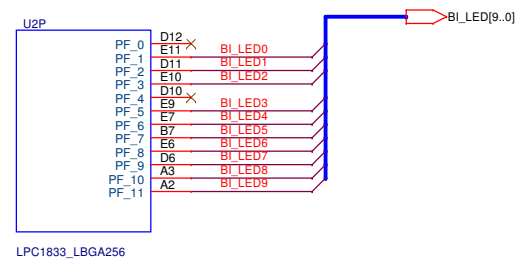 U2P
BI_LED[9..0]
PF_0 D12
PF_1 E11 BI_LED0
PF_2 D11 BI_LED1
PF_3 E10 BI_LED2
PF_4 D10
PF_5 E9 BI_LED3
PF_6 E7 BI_LED4
PF_7 B7 BI_LED5
PF_8 E6 BI_LED6
PF_9 D6 BI_LED7
PF_10 A3 BI_LED8
PF_11 A2 BI_LED9
LPC1833_LBGA256